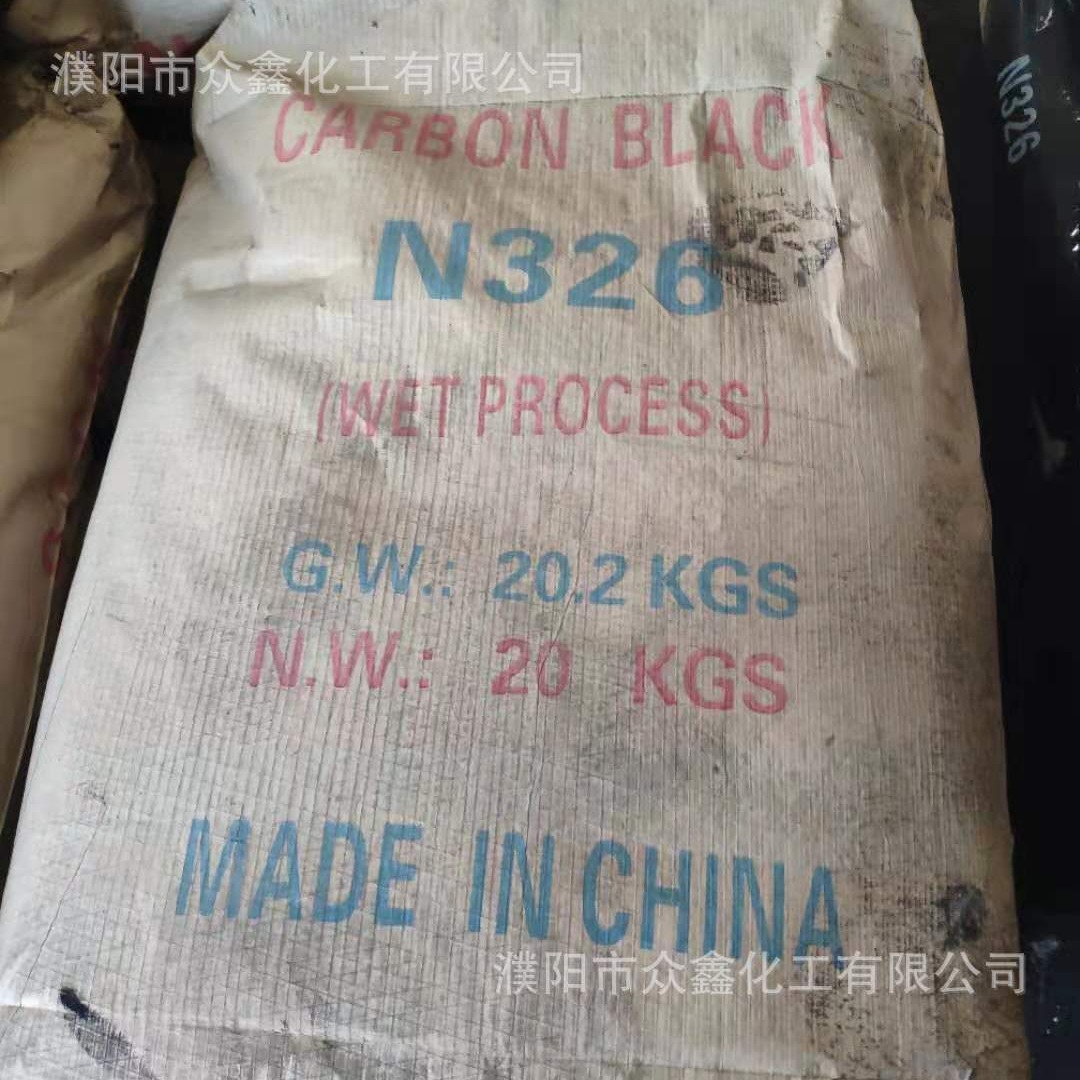 濮阳市众鑫化工有限公司
CARBON BLACK
N326
N326
(WET PROCESS)
G.W.: 20.2 KGS
N.W.: 20 KGS
MADE IN CHINA
濮阳市众鑫化工有限公司